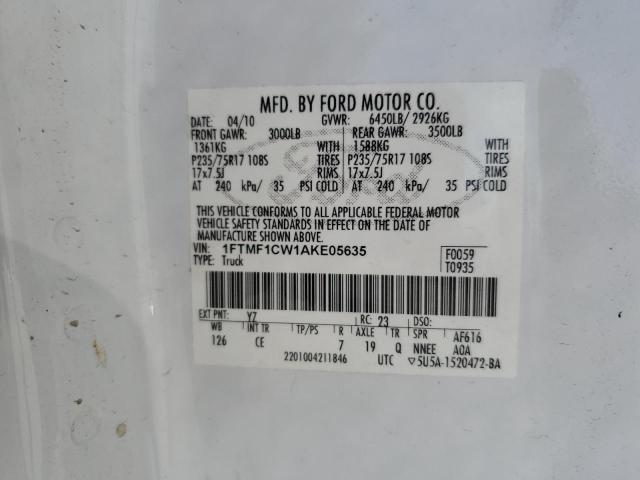 MFD. BY FORD MOTOR CO.
DATE: 04/10 GVWR: 6450LB/ 2926KG
FRONT GAWR: 3000LB REAR GAWR: 3500LB
1361KG WITH 1588KG WITH
P235/75R17 108S TIRES P235/75R17 108S TIRES
17x7.5J RIMS 17x7.5J RIMS
AT 240 kPa/ 35 PSI COLD AT 240 kPa/ 35 PSI COLD
Ford
THIS VEHICLE CONFORMS TO ALL APPLICABLE FEDERAL MOTOR
VEHICLE SAFETY STANDARDS IN EFFECT ON THE DATE OF
MANUFACTURE SHOWN ABOVE.
VIN: 1FTMF1CW1AKE05635 F0059
TYPE: Truck T0935
EXT PNT: YZ RC: 23 DSO:
WB INT TR TP/PS R AXLE TR SPR AF616
126 CE 7 19 Q NNEE AOA
2201004211846 UTC ▽5U5A-1520472-BA